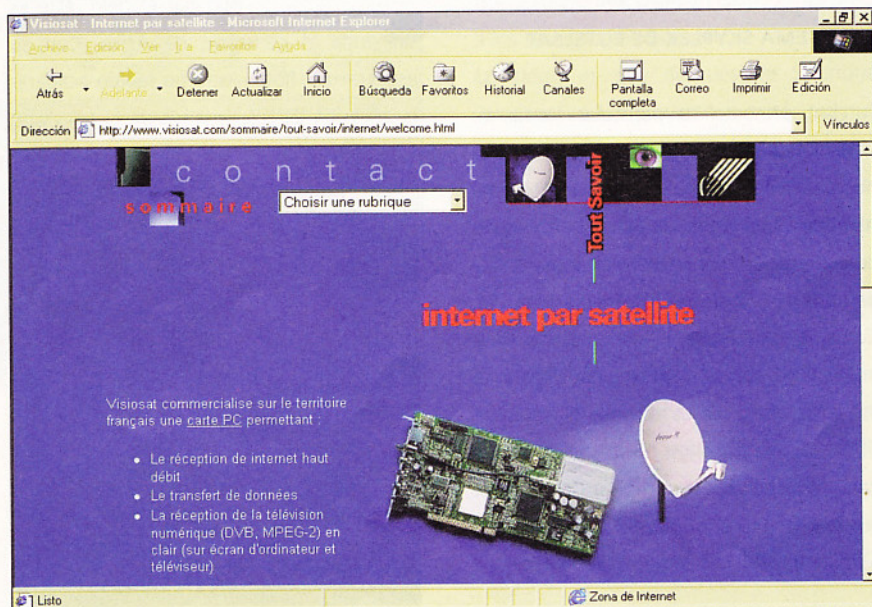 Visiosat : Internet par satellite - Microsoft Internet Explorer
Archivo Edición Ver Ir a Favoritos Ayuda
Atrás Adelante Detener Actualizar Inicio Búsqueda Favoritos Historial Canales Pantalla completa Correo Imprimir Edición
Dirección http://www.visiosat.com/sommaire/tout-savoir/internet/welcome.html Vínculos
contact
sommaire Choisir une rubrique
Tout Savoir
internet par satellite
Visiosat commercialise sur le territoire
français une carte PC permettant :
• Le réception de internet haut
débit
• Le transfert de données
• La réception de la télévision
numérique (DVB, MPEG-2) en
clair (sur écran d'ordinateur et
téléviseur)
Listo Zona de Internet